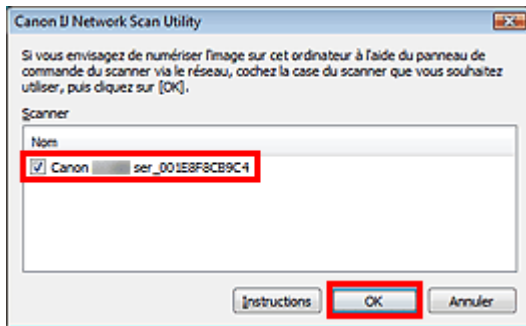 Canon IJ Network Scan Utility
Si vous envisagez de numériser l'image sur cet ordinateur à l'aide du panneau de
commande du scanner via le réseau, cochez la case du scanner que vous souhaitez
utiliser, puis cliquez sur [OK].
Scanner
Nom
Canon ser_001E8F8CB9C4
Instructions OK Annuler